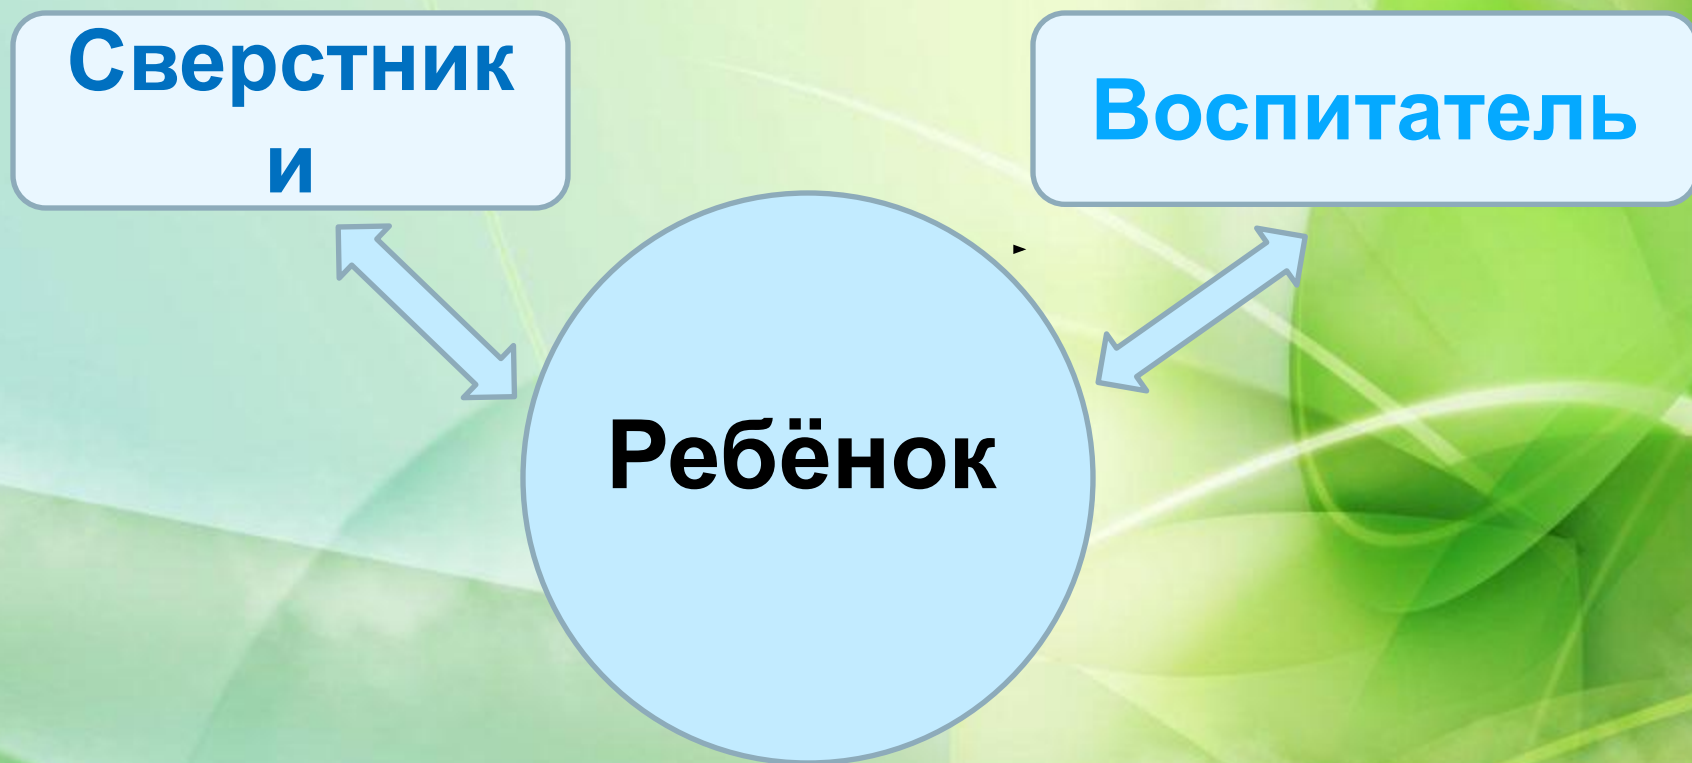 Сверстник
и
Воспитатель
Ребёнок